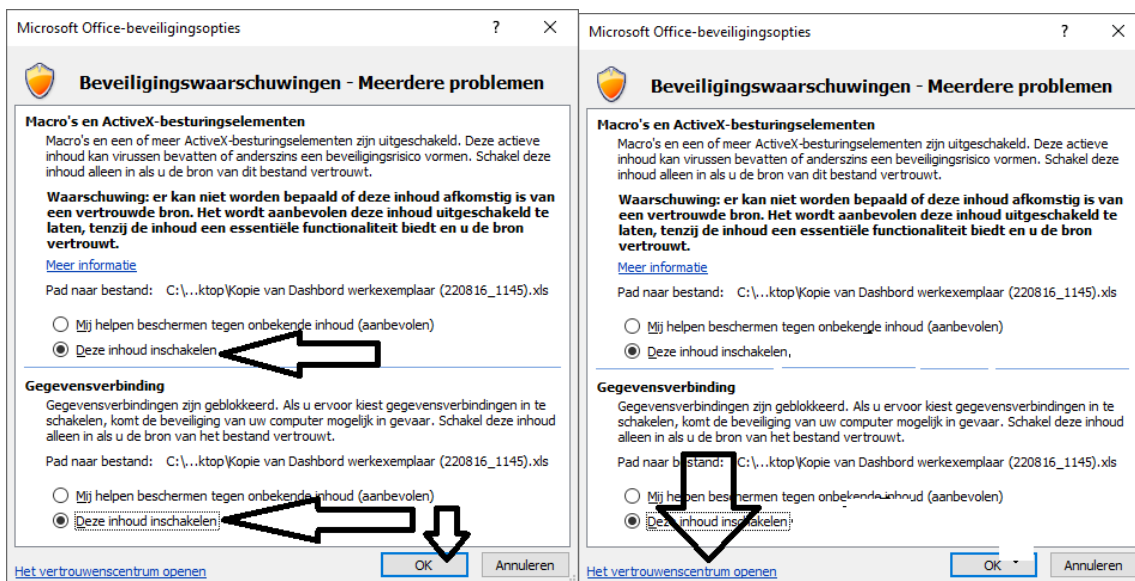 Microsoft Office-beveiligingsopties
Beveiligingswaarschuwingen - Meerdere problemen
Macro's en ActiveX-besturingselementen
Macro's en een of meer ActiveX-besturingselementen zijn uitgeschakeld. Deze actieve
inhoud kan virussen bevatten of anderszins een beveiligingsrisico vormen. Schakel deze
inhoud alleen in als u de bron van dit bestand vertrouwt.
Waarschuwing: er kan niet worden bepaald of deze inhoud afkomstig is van
een vertrouwde bron. Het wordt aanbevolen deze inhoud uitgeschakeld te
laten, tenzij de inhoud een essentiële functionaliteit biedt en u de bron
vertrouwt.
Meer informatie
Pad naar bestand: C:\...ktop\Kopie van Dashbord werkexemplaar (220816_1145).xls
Mij helpen beschermen tegen onbekende inhoud (aanbevolen)
Deze inhoud inschakelen
Gegevensverbinding
Gegevensverbindingen zijn geblokkeerd. Als u ervoor kiest gegevensverbindingen in te
schakelen, komt de beveiliging van uw computer mogelijk in gevaar. Schakel deze inhoud
alleen in als u de bron van het bestand vertrouwt.
Pad naar bestand: C:\...ktop\Kopie van Dashbord werkexemplaar (220816_1145).xls
Mij helpen beschermen tegen onbekende inhoud (aanbevolen)
Deze inhoud inschakelen
Het vertrouwenscentrum openen
OK
Annuleren
Microsoft Office-beveiligingsopties
Beveiligingswaarschuwingen - Meerdere problemen
Macro's en ActiveX-besturingselementen
Macro's en een of meer ActiveX-besturingselementen zijn uitgeschakeld. Deze actieve
inhoud kan virussen bevatten of anderszins een beveiligingsrisico vormen. Schakel deze
inhoud alleen in als u de bron van dit bestand vertrouwt.
Waarschuwing: er kan niet worden bepaald of deze inhoud afkomstig is van
een vertrouwde bron. Het wordt aanbevolen deze inhoud uitgeschakeld te
laten, tenzij de inhoud een essentiële functionaliteit biedt en u de bron
vertrouwt.
Meer informatie
Pad naar bestand: C:\...ktop\Kopie van Dashbord werkexemplaar (220816_1145).xls
Mij helpen beschermen tegen onbekende inhoud (aanbevolen)
Deze inhoud inschakelen
Gegevensverbinding
Gegevensverbindingen zijn geblokkeerd. Als u ervoor kiest gegevensverbindingen in te
schakelen, komt de beveiliging van uw computer mogelijk in gevaar. Schakel deze inhoud
alleen in als u de bron van het bestand vertrouwt.
Pad naar bestand: C:\...ktop\Kopie van Dashbord werkexemplaar (220816_1145).xls
Mij helpen beschermen tegen onbekende inhoud (aanbevolen)
Deze inhoud inschakelen
Het vertrouwenscentrum openen
OK
Annuleren